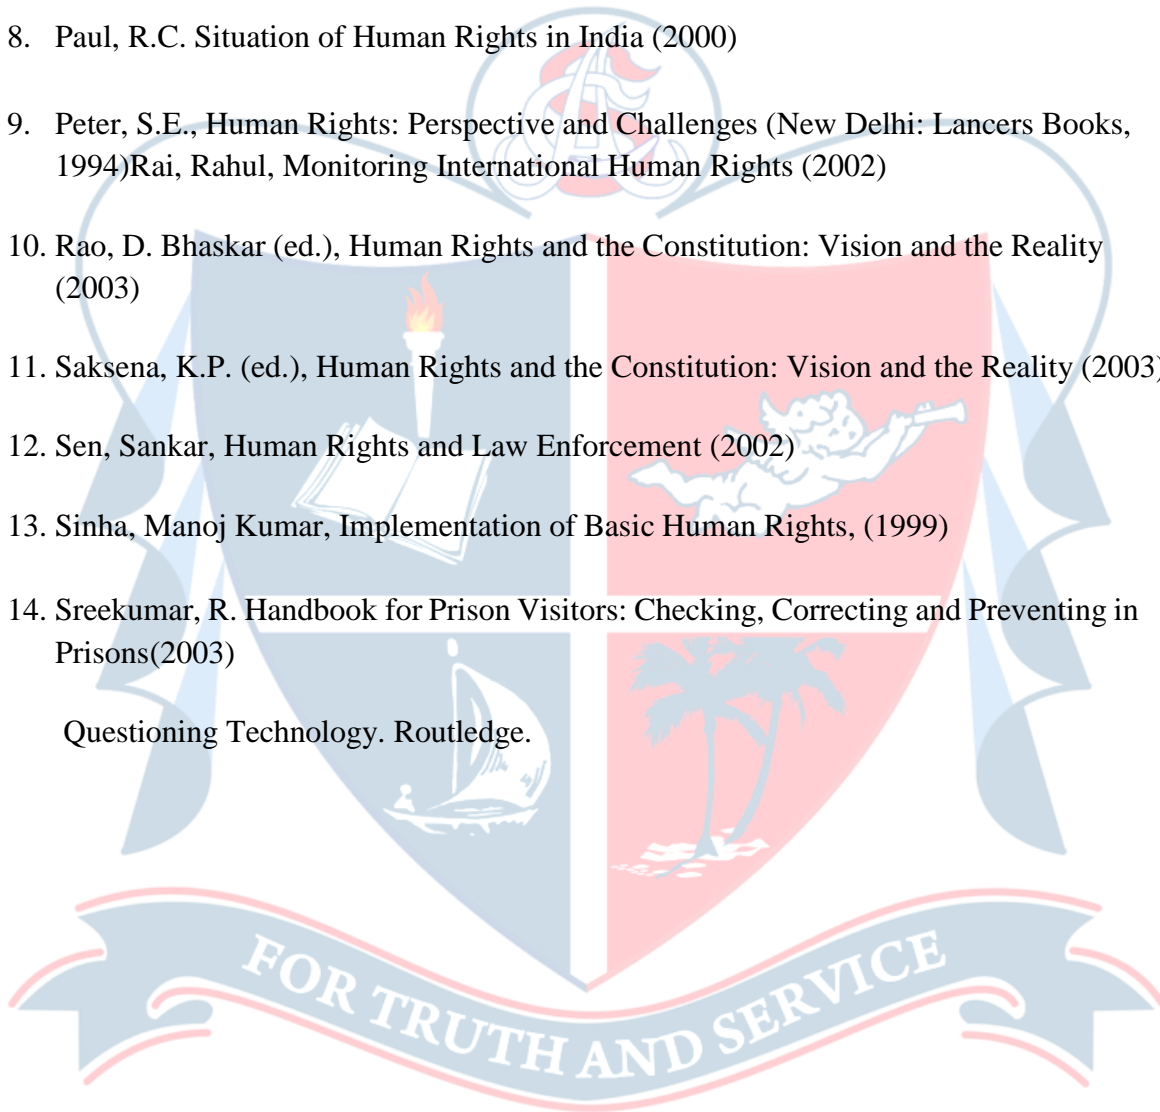 8. Paul, R.C. Situation of Human Rights in India (2000)
9. Peter, S.E., Human Rights: Perspective and Challenges (New Delhi: Lancers Books,
1994)Rai, Rahul, Monitoring International Human Rights (2002)
10. Rao, D. Bhaskar (ed.), Human Rights and the Constitution: Vision and the Reality
(2003)
11. Saksena, K.P. (ed.), Human Rights and the Constitution: Vision and the Reality (2003)
12. Sen, Sankar, Human Rights and Law Enforcement (2002)
13. Sinha, Manoj Kumar, Implementation of Basic Human Rights, (1999)
14. Sreekumar, R. Handbook for Prison Visitors: Checking, Correcting and Preventing in
Prisons(2003)
Questioning Technology. Routledge.
FOR TRUTH AND SERVICE